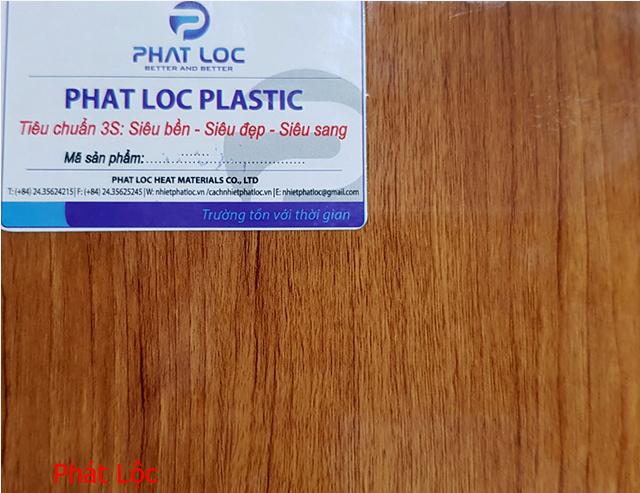 PHAT LOC
BETTER AND BETTER
PHAT LOC PLASTIC
Tiêu chuẩn 3S: Siêu bền - Siêu đẹp - Siêu sang
Mã sản phẩm:
PHAT LOC HEAT MATERIALS CO., LTD
T: (+84) 24.35624215 | F: (+84) 24.35625245 | W: nhietphatloc.vn /cachnhietphatloc.vn | E: nhietphatloc@gmail.com
Trường tồn với thời gian
Phát Lộc